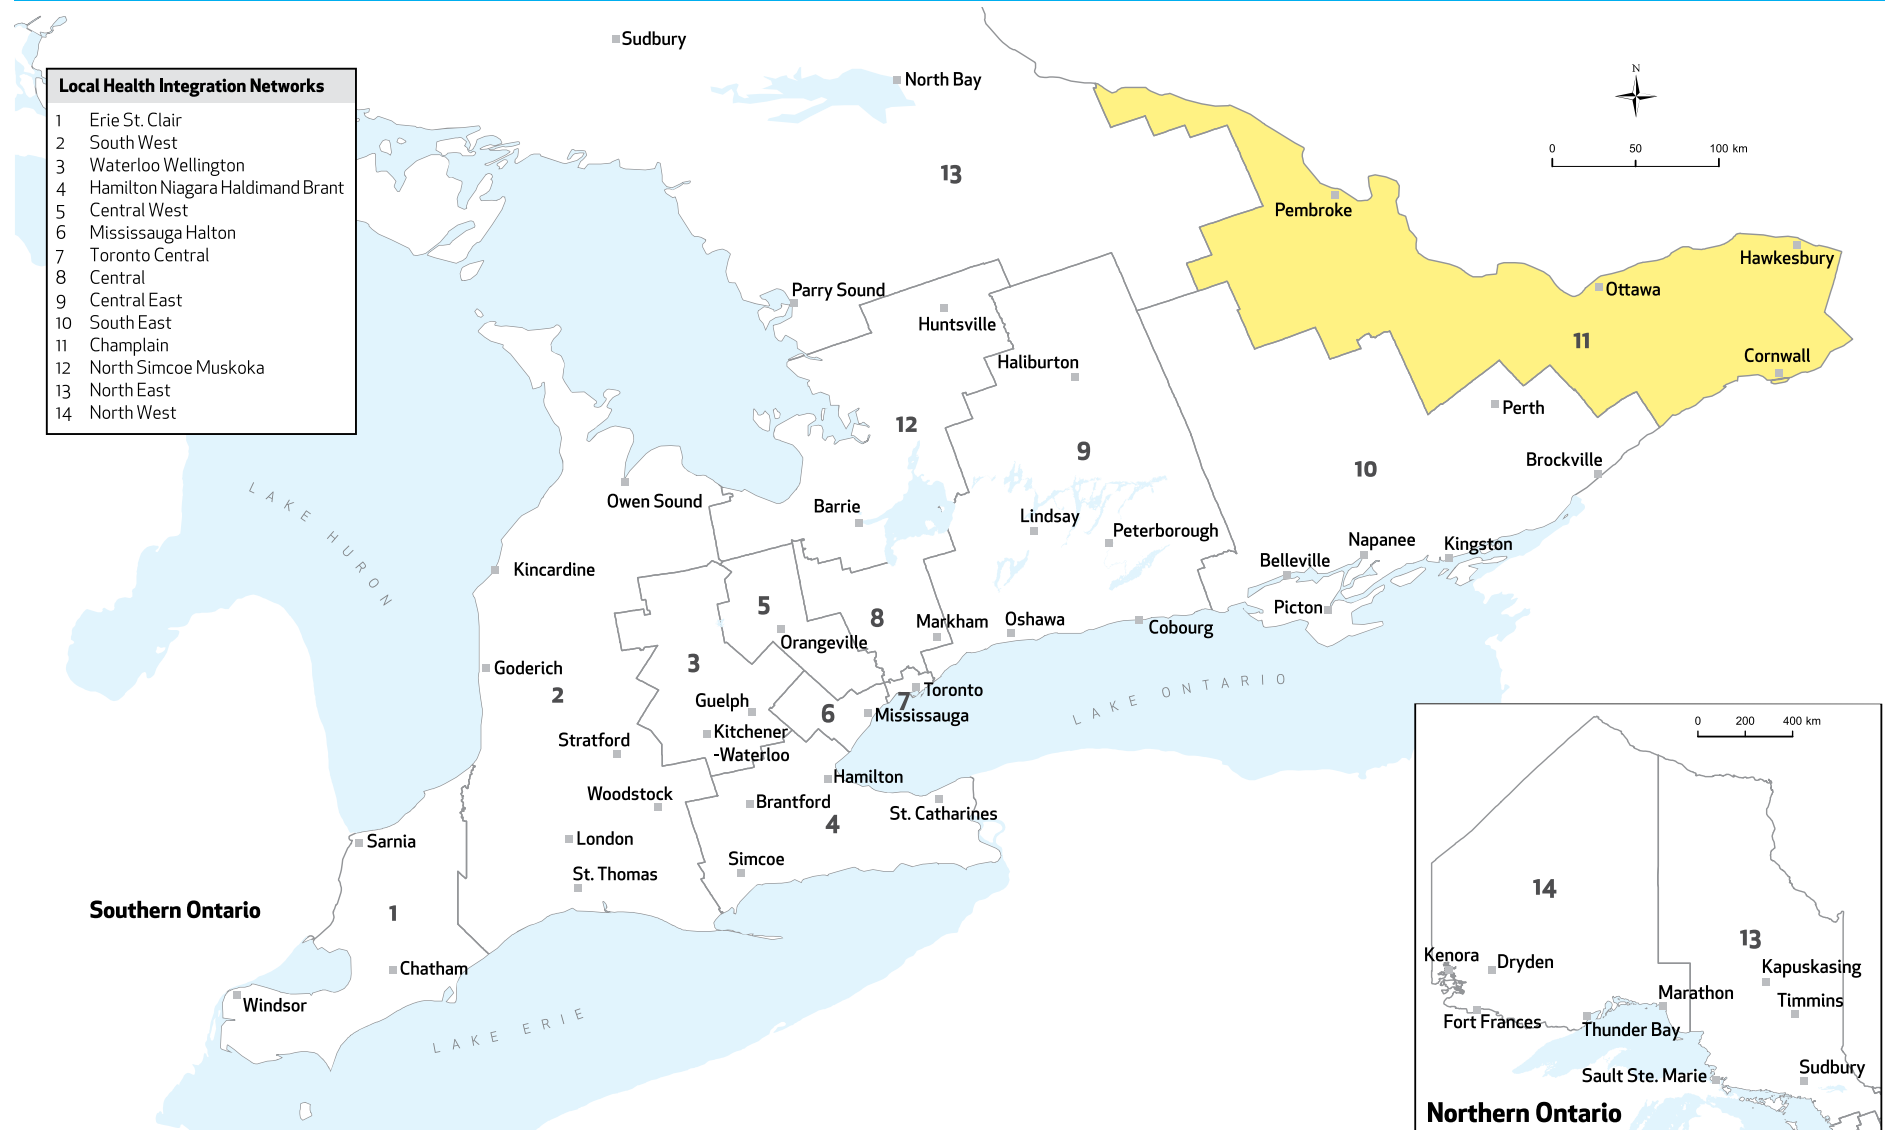 Sudbury
North Bay
N
0 50 100 km
Local Health Integration Networks
1 Erie St. Clair
2 South West
3 Waterloo Wellington
4 Hamilton Niagara Haldimand Brant
5 Central West
6 Mississauga Halton
7 Toronto Central
8 Central
9 Central East
10 South East
11 Champlain
12 North Simcoe Muskoka
13 North East
14 North West
13
Pembroke
Hawkesbury
Ottawa
11
Cornwall
Parry Sound
Huntsville
Haliburton
12
9
10
Perth
Brockville
Owen Sound
Barrie
Lindsay
Peterborough
Belleville
Napanee
Kingston
Picton
LAKE HURON
Kincardine
5
Orangeville
8
Markham
Oshawa
Cobourg
Goderich
2
3
Guelph
6
7
Toronto
Mississauga
LAKE ONTARIO
Stratford
Kitchener
-Waterloo
Hamilton
Woodstock
Brantford
4
St. Catharines
London
Simcoe
St. Thomas
Sarnia
Southern Ontario
1
Chatham
Windsor
LAKE ERIE
0 200 400 km
14
13
Kenora
Dryden
Kapuskasing
Marathon
Timmins
Fort Frances
Thunder Bay
Sault Ste. Marie
Sudbury
Northern Ontario